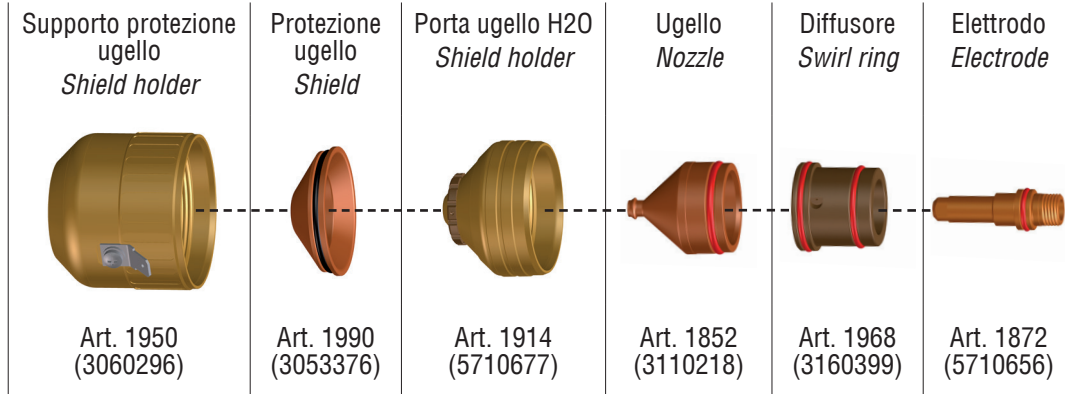 Supporto protezione
ugello
Shield holder
Protezione
ugello
Shield
Porta ugello H2O
Shield holder
Ugello
Nozzle
Diffusore
Swirl ring
Elettrodo
Electrode
Art. 1950
(3060296)
Art. 1990
(3053376)
Art. 1914
(5710677)
Art. 1852
(3110218)
Art. 1968
(3160399)
Art. 1872
(5710656)